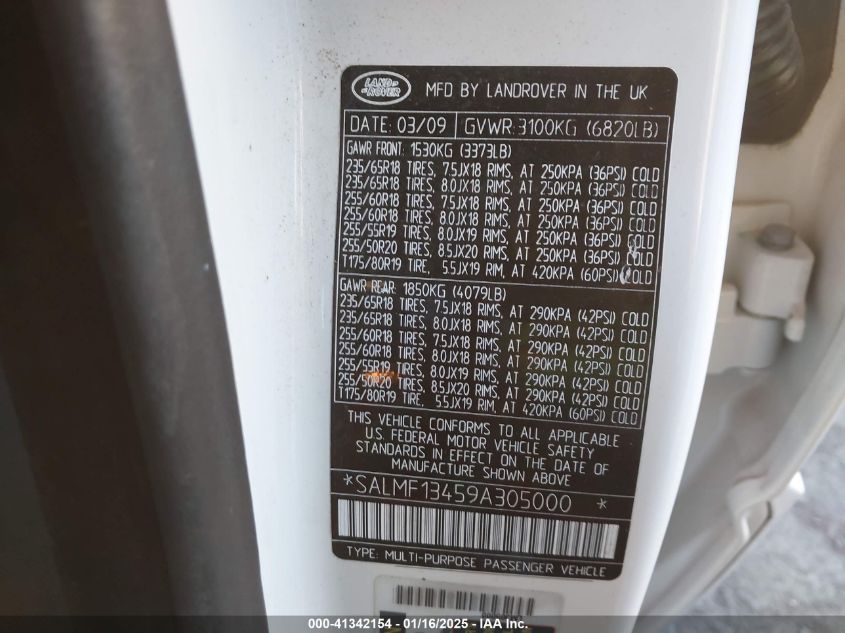 LAND ROVER
MFD BY LANDROVER IN THE UK
DATE: 03/09 GVWR: 3100KG (6820LB)
GAWR FRONT: 1530KG (3373LB)
235/65R18 TIRES, 7.5JX18 RIMS, AT 250KPA (36PSI) COLD
235/65R18 TIRES, 8.0JX18 RIMS, AT 250KPA (36PSI) COLD
255/60R18 TIRES, 7.5JX18 RIMS, AT 250KPA (36PSI) COLD
255/60R18 TIRES, 8.0JX18 RIMS, AT 250KPA (36PSI) COLD
255/55R19 TIRES, 8.0JX19 RIMS, AT 250KPA (36PSI) COLD
255/50R20 TIRES, 8.5JX20 RIMS, AT 250KPA (36PSI) COLD
T175/80R19 TIRE, 5.5JX19 RIM, AT 420KPA (60PSI) COLD
GAWR REAR: 1850KG (4079LB)
235/65R18 TIRES, 7.5JX18 RIMS, AT 290KPA (42PSI) COLD
235/65R18 TIRES, 8.0JX18 RIMS, AT 290KPA (42PSI) COLD
255/60R18 TIRES, 7.5JX18 RIMS, AT 290KPA (42PSI) COLD
255/60R18 TIRES, 8.0JX18 RIMS, AT 290KPA (42PSI) COLD
255/55R19 TIRES, 8.0JX19 RIMS, AT 290KPA (42PSI) COLD
255/50R20 TIRES, 8.5JX20 RIMS, AT 290KPA (42PSI) COLD
T175/80R19 TIRE, 5.5JX19 RIM, AT 420KPA (60PSI) COLD
THIS VEHICLE CONFORMS TO ALL APPLICABLE
U.S. FEDERAL MOTOR VEHICLE SAFETY
STANDARDS IN EFFECT ON THE DATE OF
MANUFACTURE SHOWN ABOVE
*SALMF13459A305000 *
TYPE: MULTI-PURPOSE PASSENGER VEHICLE
000-41342154 - 01/16/2025 - IAA Inc.